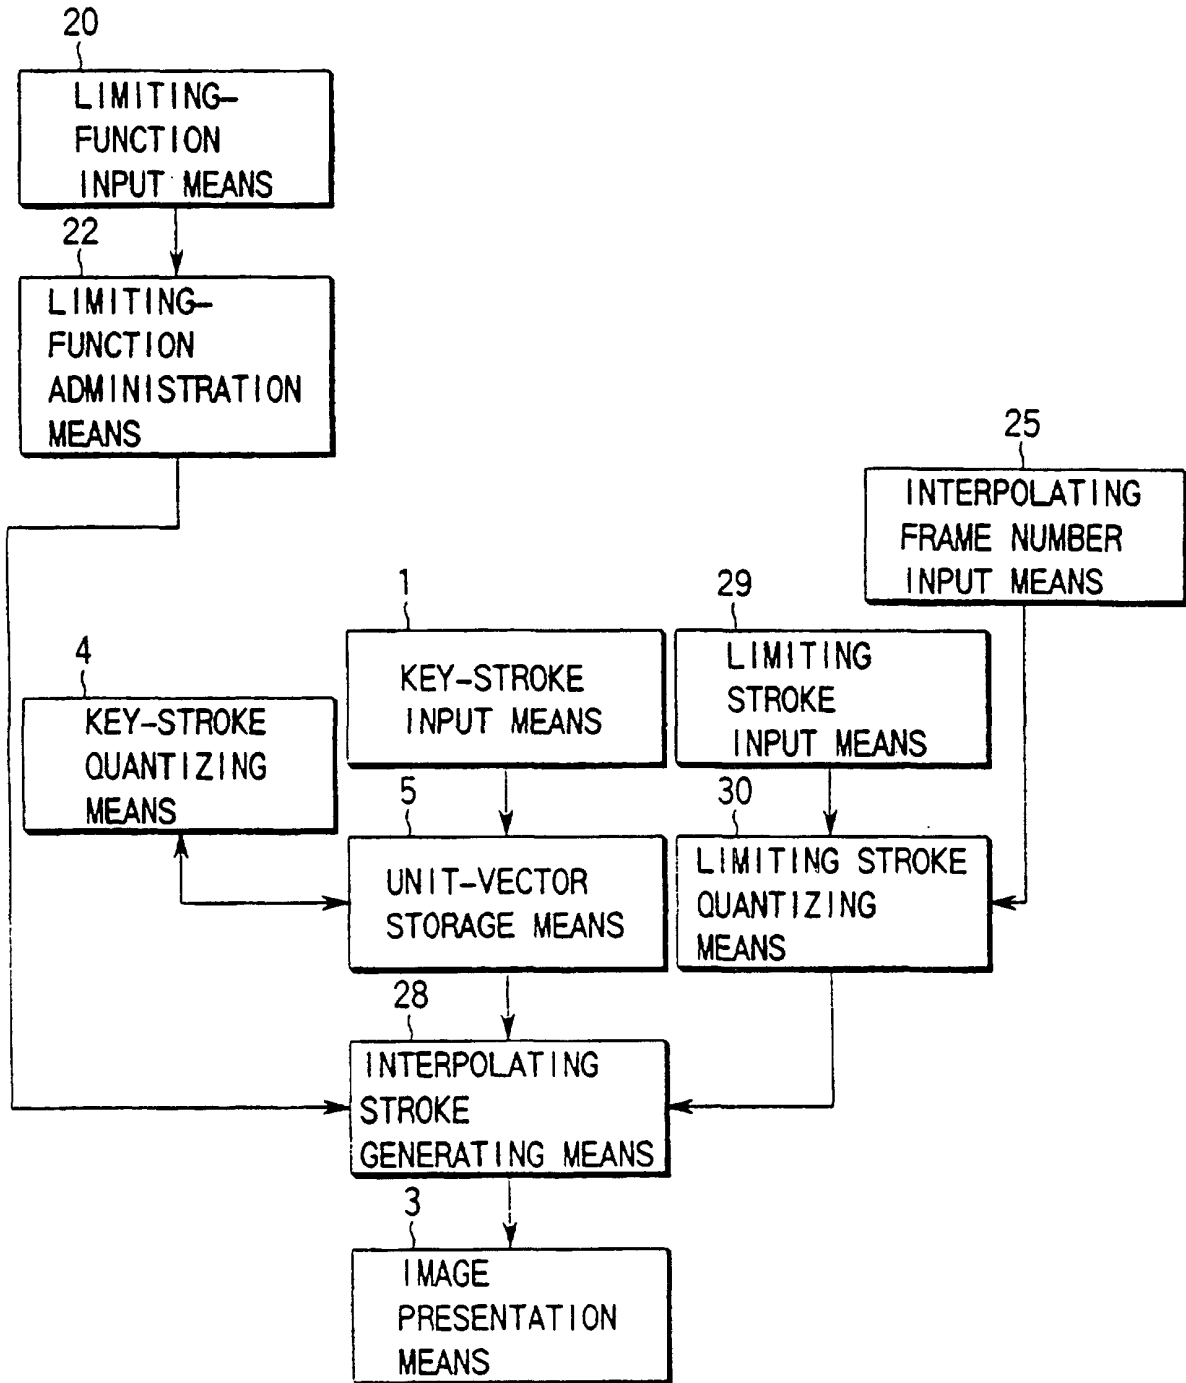 20
LIMITING-
FUNCTION
INPUT MEANS
22
LIMITING-
FUNCTION
ADMINISTRATION
MEANS
25
INTERPOLATING
FRAME NUMBER
INPUT MEANS
1
KEY-STROKE
INPUT MEANS
29
LIMITING
STROKE
INPUT MEANS
4
KEY-STROKE
QUANTIZING
MEANS
5
UNIT-VECTOR
STORAGE MEANS
30
LIMITING STROKE
QUANTIZING
MEANS
28
INTERPOLATING
STROKE
GENERATING MEANS
3
IMAGE
PRESENTATION
MEANS